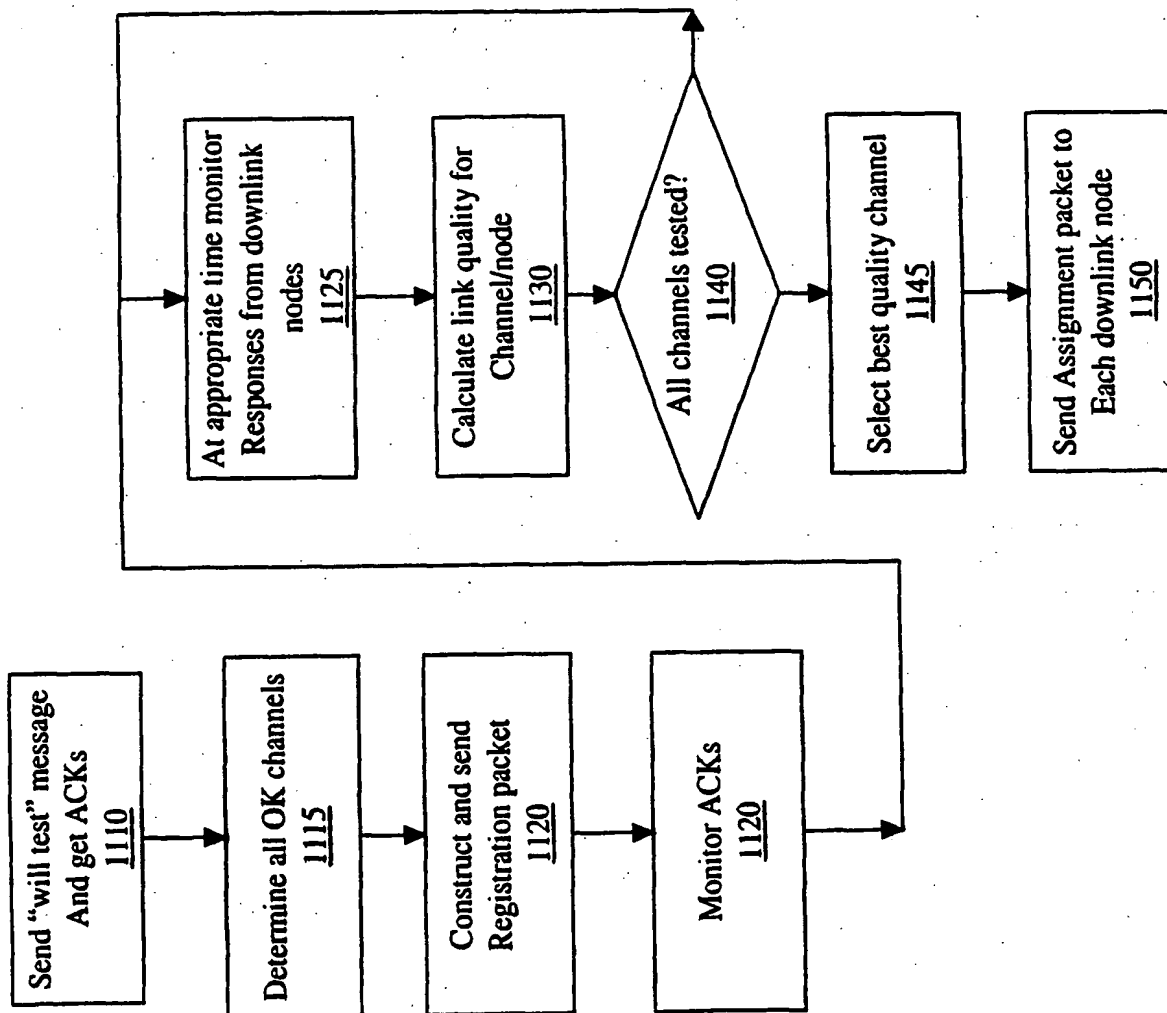 Send "will test" message
And get ACKs
1110
Determine all OK channels
1115
Construct and send
Registration packet
1120
Monitor ACKs
1120
At appropriate time monitor
Responses from downlink
nodes
1125
Calculate link quality for
Channel/node
1130
All channels tested?
1140
Select best quality channel
1145
Send Assignment packet to
Each downlink node
1150